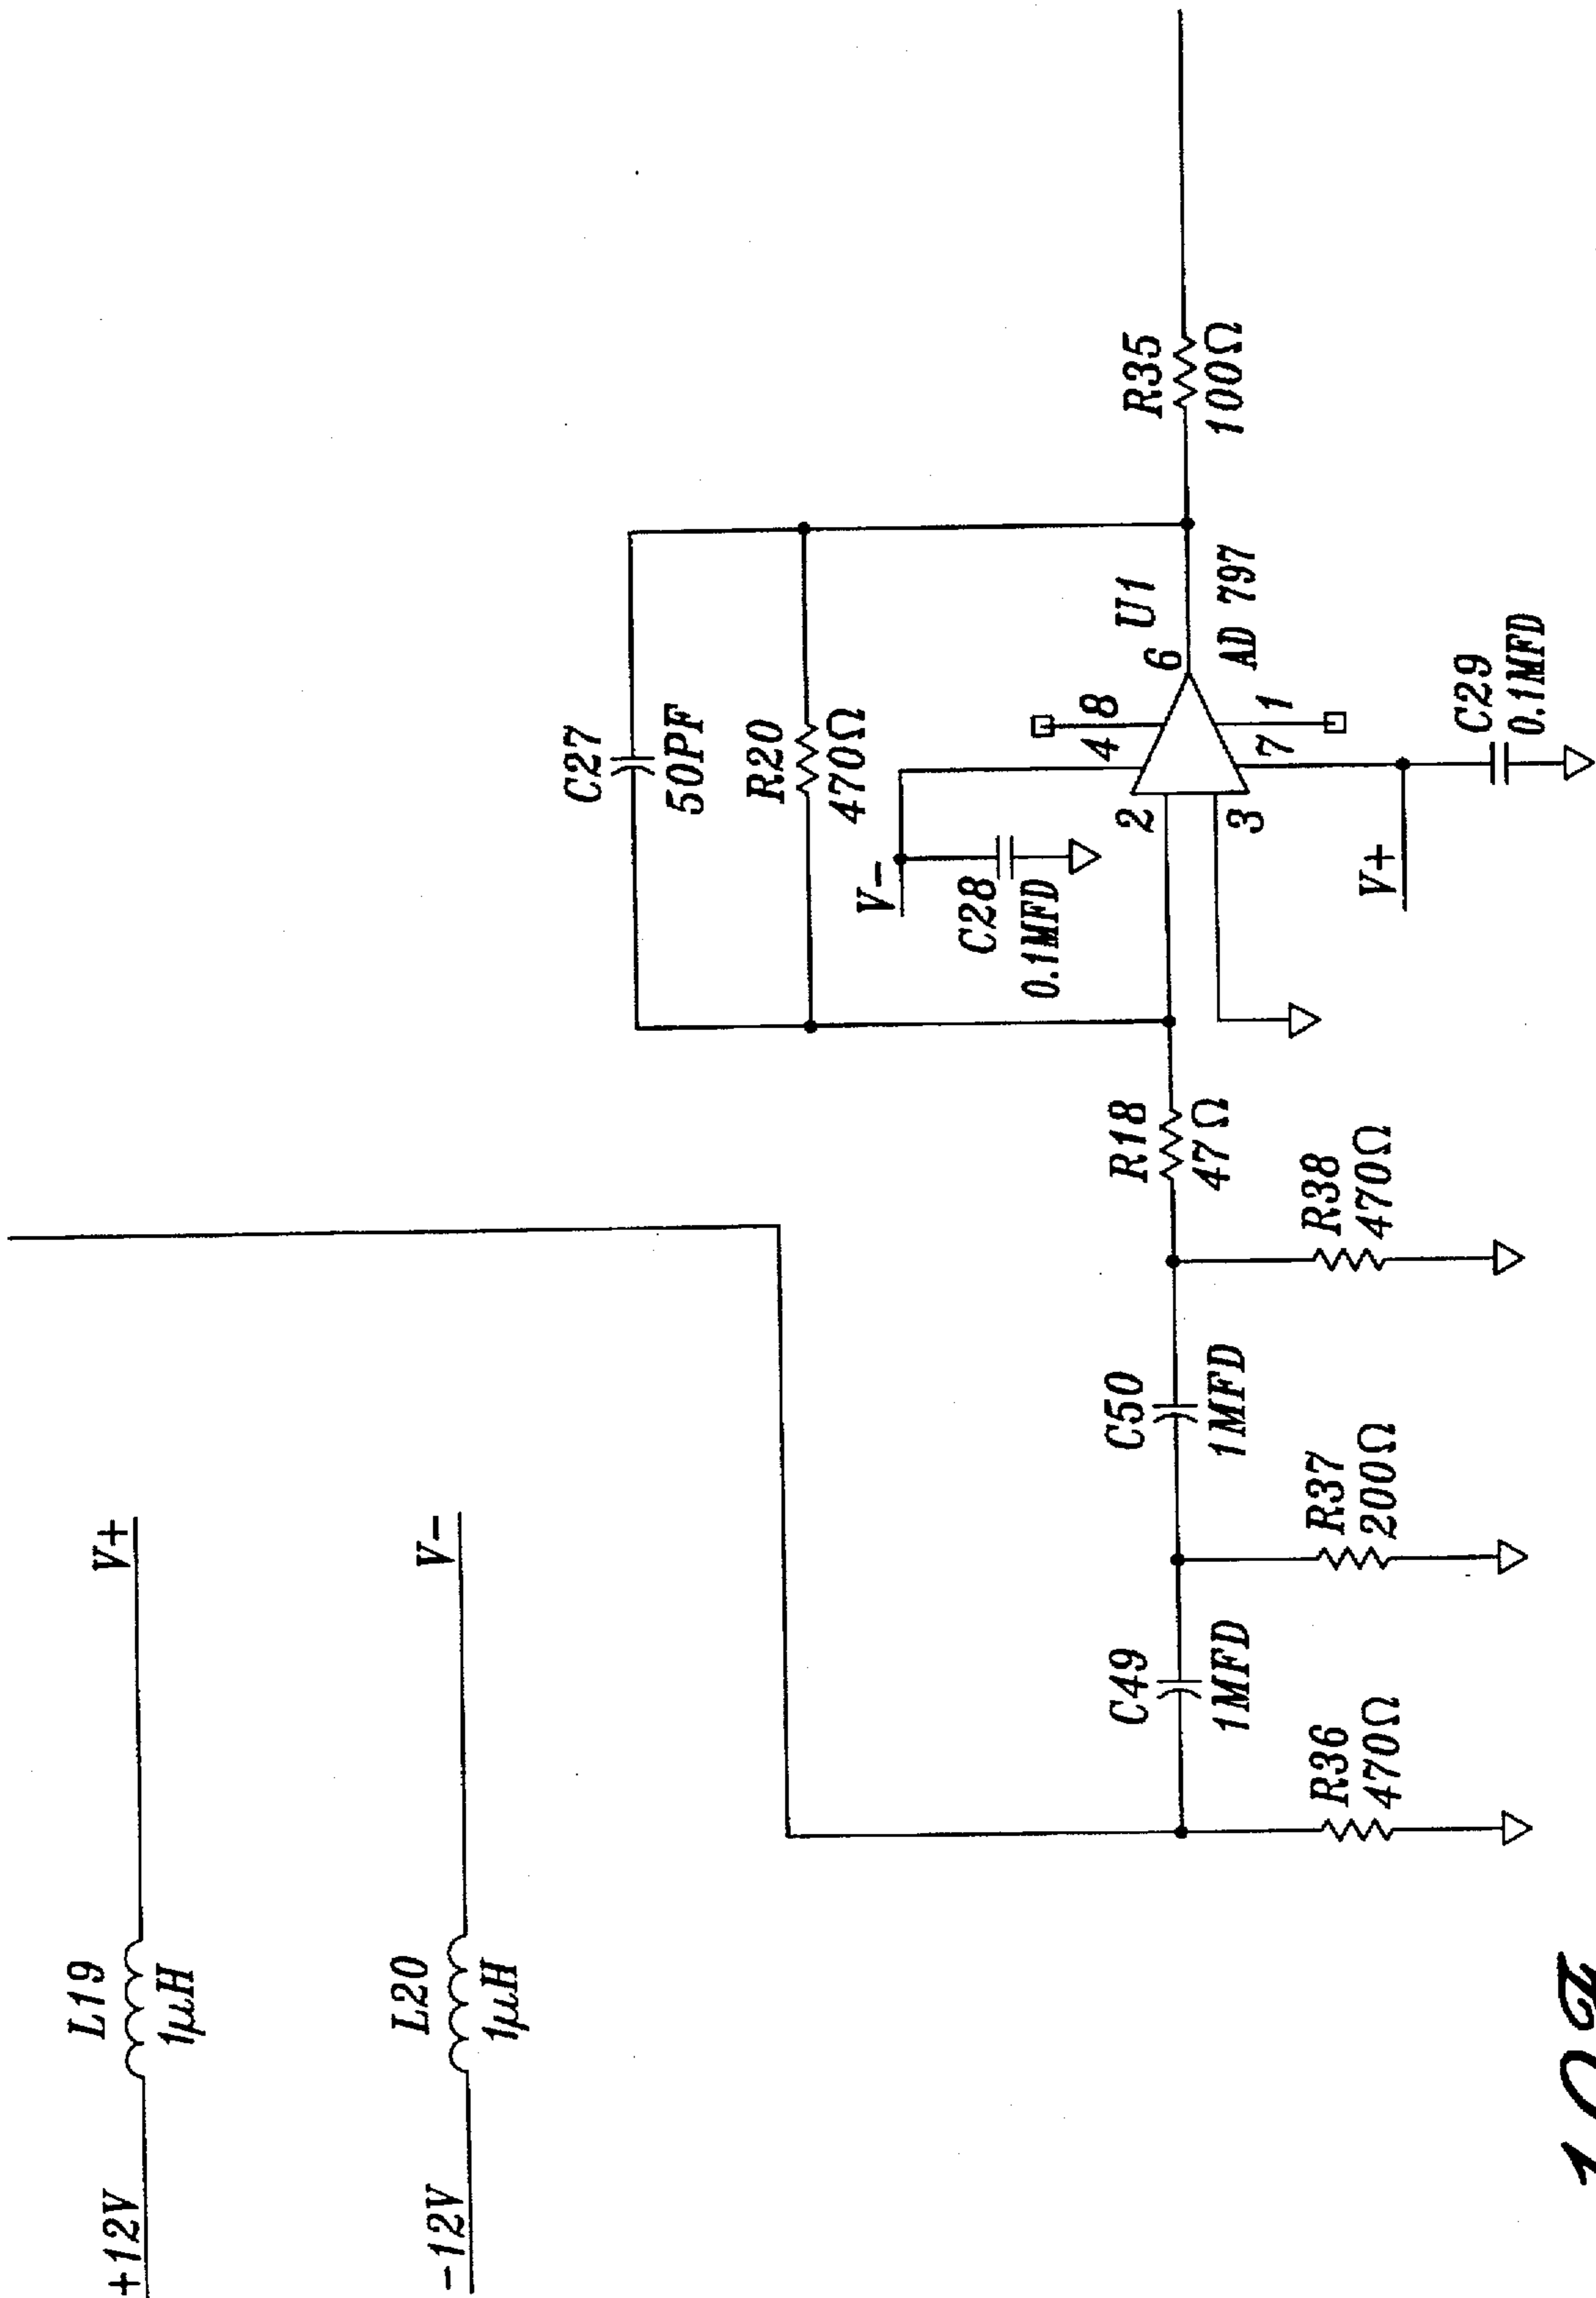 L19
+12V
1μH
V+
L20
-12V
1μH
V-
C27
50PF
R20
470Ω
V-
C28
0.1MFD
4
8
U1
6
2
3
7
1
AD 797
R35
100Ω
V+
C29
0.1MFD
C49
1MFD
C50
1MFD
R18
47Ω
R36
470Ω
R37
200Ω
R38
470Ω